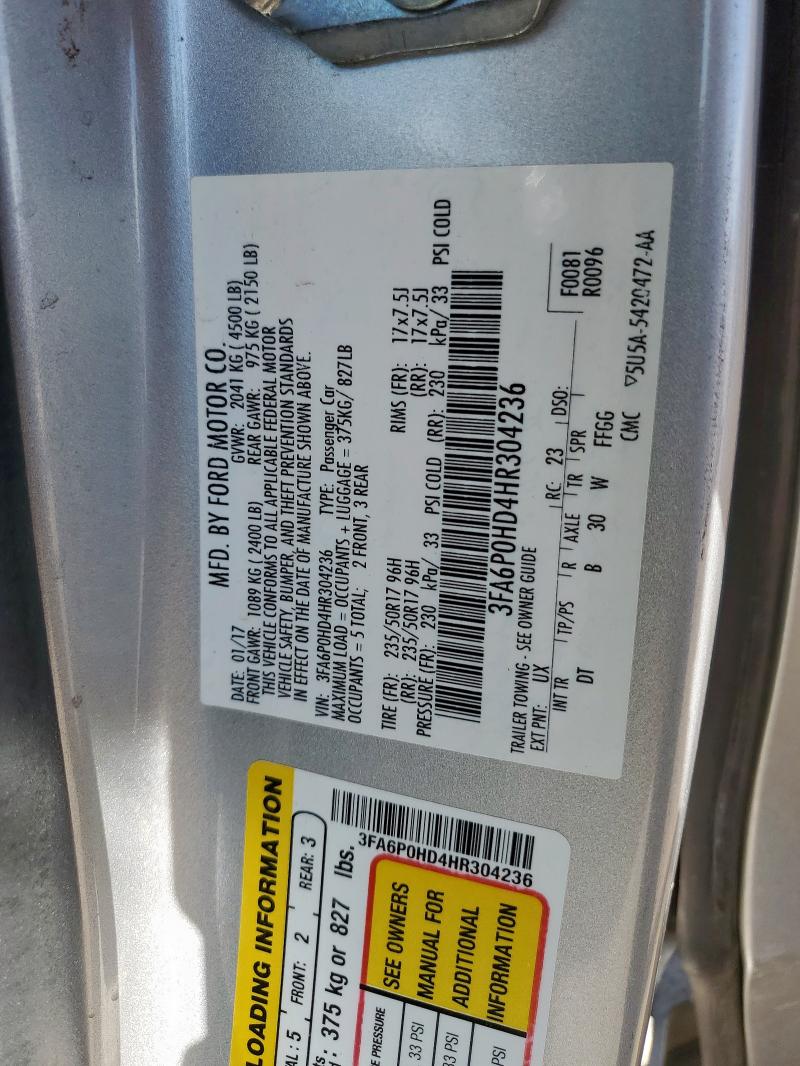 MFD. BY FORD MOTOR CO.
DATE: 01/17 GVWR: 2041 KG ( 4500 LB)
FRONT GAWR: 1089 KG ( 2400 LB) REAR GAWR: 975 KG ( 2150 LB)
THIS VEHICLE CONFORMS TO ALL APPLICABLE FEDERAL MOTOR
VEHICLE SAFETY, BUMPER, AND THEFT PREVENTION STANDARDS
IN EFFECT ON THE DATE OF MANUFACTURE SHOWN ABOVE.
VIN: 3FA6P0HD4HR304236 TYPE: Passenger Car
MAXIMUM LOAD = OCCUPANTS + LUGGAGE = 375KG/ 827LB
OCCUPANTS = 5 TOTAL; 2 FRONT, 3 REAR
TIRE (FR): 235/50R17 96H RIMS (FR): 17x7.5J
(RR): 235/50R17 96H (RR): 17x7.5J
PRESSURE (FR): 230 kPa/ 33 PSI COLD (RR): 230 kPa/ 33 PSI COLD
3FA6P0HD4HR304236
TRAILER TOWING - SEE OWNER GUIDE
EXT PNT: UX RC: 23 DSO: F0081
R0096
INT TR TP/PS R AXLE TR SPR
DT B 30 W FFGG
CMC ▽5U5A-5420472-AA
LOADING INFORMATION
AL: 5 FRONT: 2 REAR: 3
375 kg or 827 lbs.
3FA6P0HD4HR304236
E PRESSURE
33 PSI
33 PSI
PSI
SEE OWNERS
MANUAL FOR
ADDITIONAL
INFORMATION